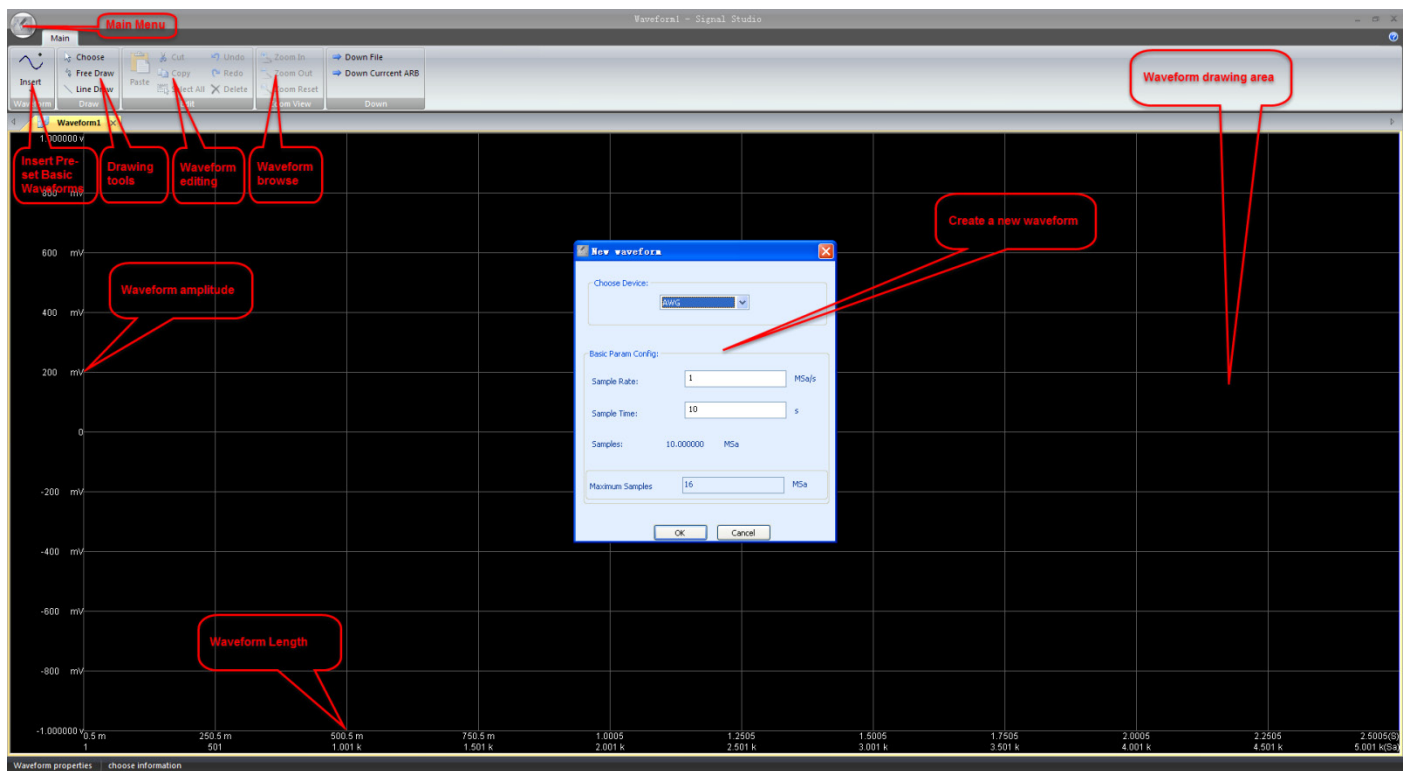 Waveform1 - Signal Studio
Main Menu
Main
Insert
Waveform
Choose
Free Draw
Line Draw
Draw
Paste
Cut
Copy
Select All
Undo
Redo
Delete
Edit
Zoom In
Zoom Out
Zoom Reset
Zoom View
Down File
Down Currcent ARB
Down
Waveform drawing area
Waveform1
Insert Pre-
set Basic
Waveforms
Drawing
tools
Waveform
editing
Waveform
browse
Create a new waveform
Waveform amplitude
Waveform Length
1.000000 v
800 mV
600 mV
400 mV
200 mV
0
-200 mV
-400 mV
-600 mV
-800 mV
-1.000000 v
New waveform
Choose Device:
AWG
Basic Param Config:
Sample Rate: 1 MSa/s
Sample Time: 10 s
Samples: 10.000000 MSa
Maximum Samples 16 MSa
OK Cancel
0.5 m 250.5 m 500.5 m 750.5 m 1.0005 1.2505 1.5005 1.7505 2.0005 2.2505 2.5005(S)
1 501 1.001 k 1.501 k 2.001 k 2.501 k 3.001 k 3.501 k 4.001 k 4.501 k 5.001 k(Sa)
Waveform properties choose information